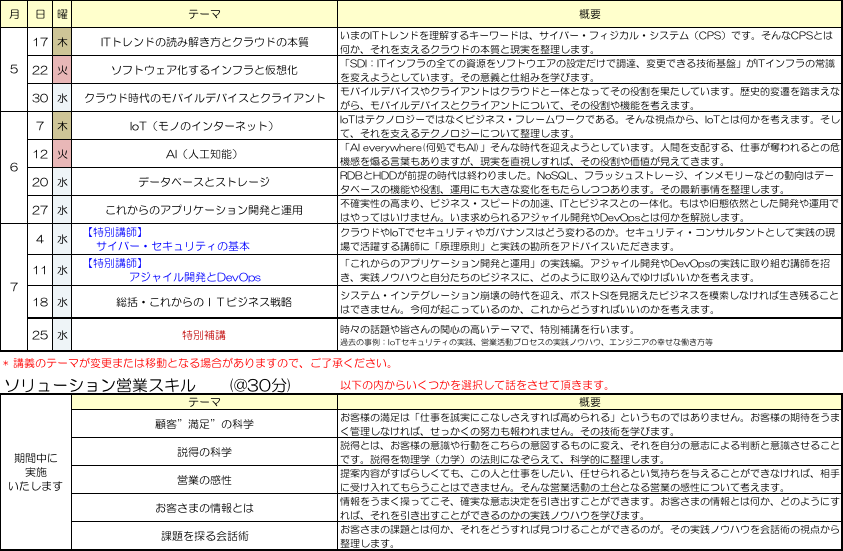 月 日 曜 テーマ 概要
5
17 木 ITトレンドの読み解き方とクラウドの本質
いまのITトレンドを理解するキーワードは、サイバー・フィジカル・システム（CPS）です。そんなCPSとは
何か、それを支えるクラウドの本質と現実を整理します。
22 火 ソフトウェア化するインフラと仮想化
「SDI：ITインフラの全ての資源をソフトウエアの設定だけで調達、変更できる技術基盤」がITインフラの常識
を変えようとしています。その意義と仕組みを学びます。
30 水 クラウド時代のモバイルデバイスとクライアント
モバイルデバイスやクライアントはクラウドと一体となってその役割を果たしています。歴史的変遷を踏まえな
がら、モバイルデバイスとクライアントについて、その役割や機能を考えます。
6
7 木 IoT（モノのインターネット）
IoTはテクノロジーではなくビジネス・フレームワークである。そんな視点から、IoTとは何かを考えます。そし
て、それを支えるテクノロジーについて整理します。
12 火 AI（人工知能）
「AI everywhere(何処でもAI)」そんな時代を迎えようとしています。人間を支配する、仕事が奪われるとの危
機感を煽る言葉もありますが、現実を直視しすれば、その役割や価値が見えてきます。
20 水 データベースとストレージ
RDBとHDDが前提の時代は終わりました。NoSQL、フラッシュストレージ、インメモリーなどの動向はデー
タベースの機能や役割、運用にも大きな変化をもたらしつつあります。その最新事情を整理します。
27 水 これからのアプリケーション開発と運用
不確実性の高まり、ビジネス・スピードの加速、ITとビジネスとの一体化。もはや旧態依然とした開発や運用で
はやってはいけません。いま求められるアジャイル開発やDevOpsとは何かを解説します。
7
4 水 【特別講師】
サイバー・セキュリティの基本
クラウドやIoTでセキュリティやガバナンスはどう変わるのか。セキュリティ・コンサルタントとして実践の現
場で活躍する講師に「原理原則」と実践の勘所をアドバイスいただきます。
11 水 【特別講師】
アジャイル開発とDevOps
「これからのアプリケーション開発と運用」の実践編。アジャイル開発やDevOpsの実践に取り組む講師を招
き、実践ノウハウと自分たちのビジネスに、どのように取り込んでゆけばいいかを考えます。
18 水 総括・これからのＩＴビジネス戦略
システム・インテグレーション崩壊の時代を迎え、ポストSIを見据えたビジネスを模索しなければ生き残ること
はできません。今何が起こっているのか、これからどうすればいいのかを考えます。
25 水 特別補講
時々の話題や皆さんの関心の高いテーマで、特別補講を行います。
過去の事例：IoTセキュリティの実践、営業活動プロセスの実践ノウハウ、エンジニアの幸せな働き方等
* 講義のテーマが変更または移動となる場合がありますので、ご了承ください。
ソリューション営業スキル (@30分) 以下の内からいくつかを選択して話をさせて頂きます。
テーマ 概要
期間中に
実施
いたします
顧客”満足”の科学
お客様の満足は「仕事を誠実にこなしさえすれば高められる」というものではありません。お客様の期待をうま
く管理しなければ、せっかくの努力も報われません。その技術を学びます。
説得の科学
説得とは、お客様の意識や行動をこちらの意図するものに変え、それを自分の意志による判断と意識させること
です。説得を物理学（力学）の法則になぞらえて、科学的に整理します。
営業の感性
提案内容がすばらしくても、この人と仕事をしたい、任せられるとい気持ちを与えることができなければ、相手
に受け入れてもらうことはできません。そんな営業活動の土台となる営業の感性について考えます。
お客さまの情報とは
情報をうまく操ってこそ、確実な意志決定を引き出すことができます。お客さまの情報とは何か、どのようにす
れば、それを引き出すことができるのかの実践ノウハウを学びます。
課題を探る会話術
お客さまの課題とは何か、それをどうすれば見つけることができるのが。その実践ノウハウを会話術の視点から
整理します。